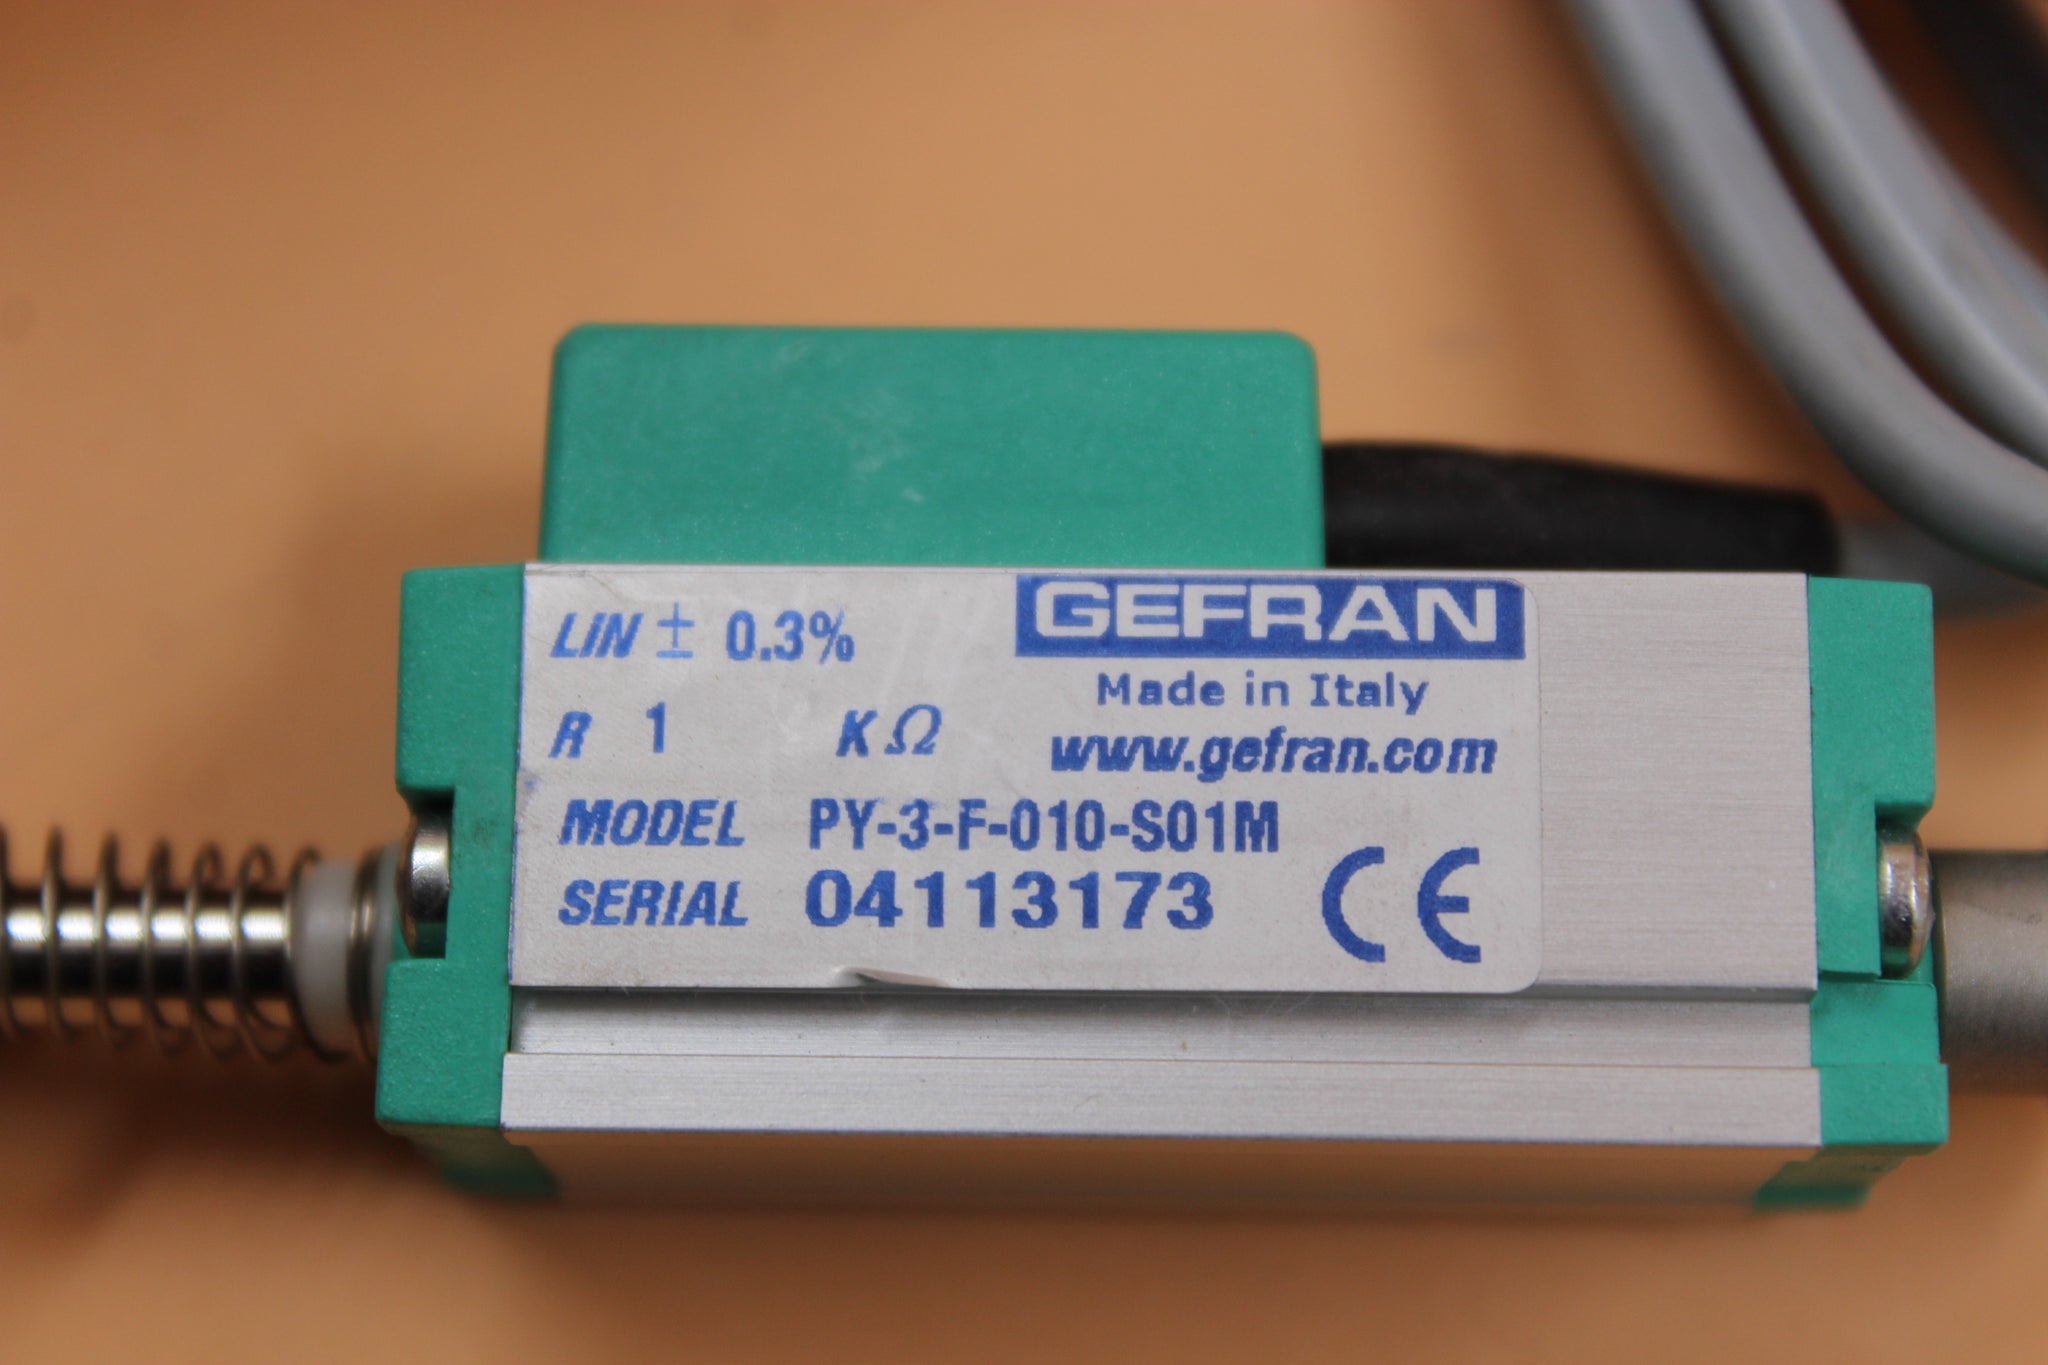 LiN ± 0.3%
GEFRAN
Made in Italy
R 1 KΩ
www.gefran.com
MODEL PY-3-F-010-S01M
SERIAL 04113173
CE